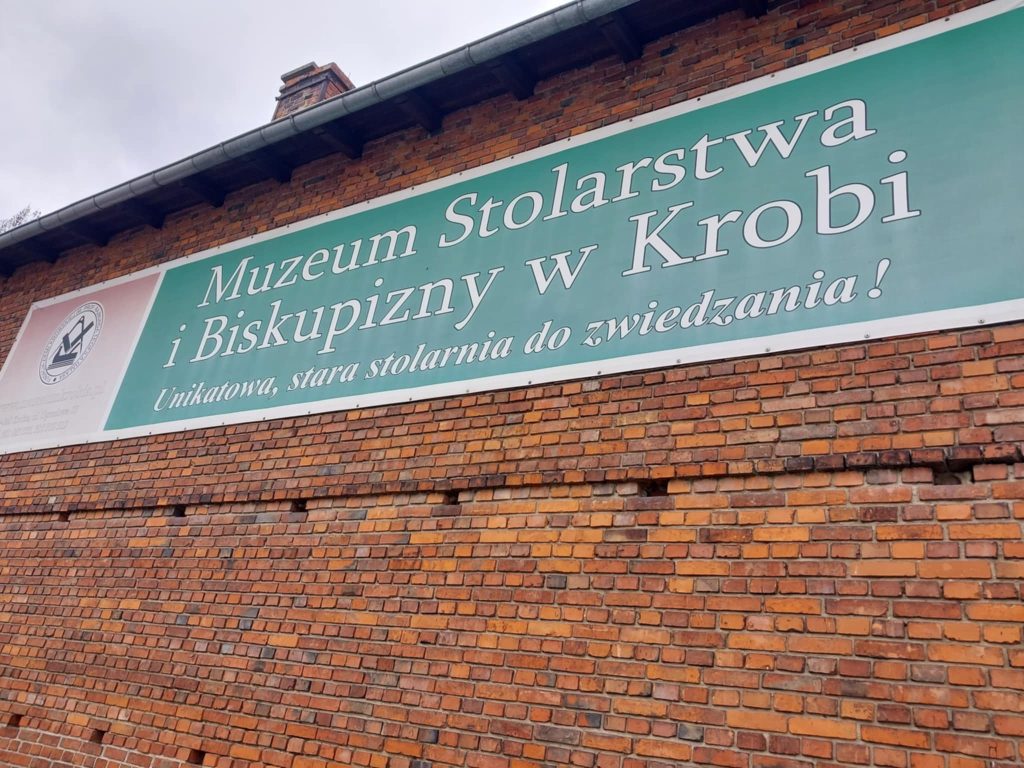 Muzeum Stolarstwa
i Biskupizny w Krobi
Unikatowa, stara stolarnia do zwiedzania!